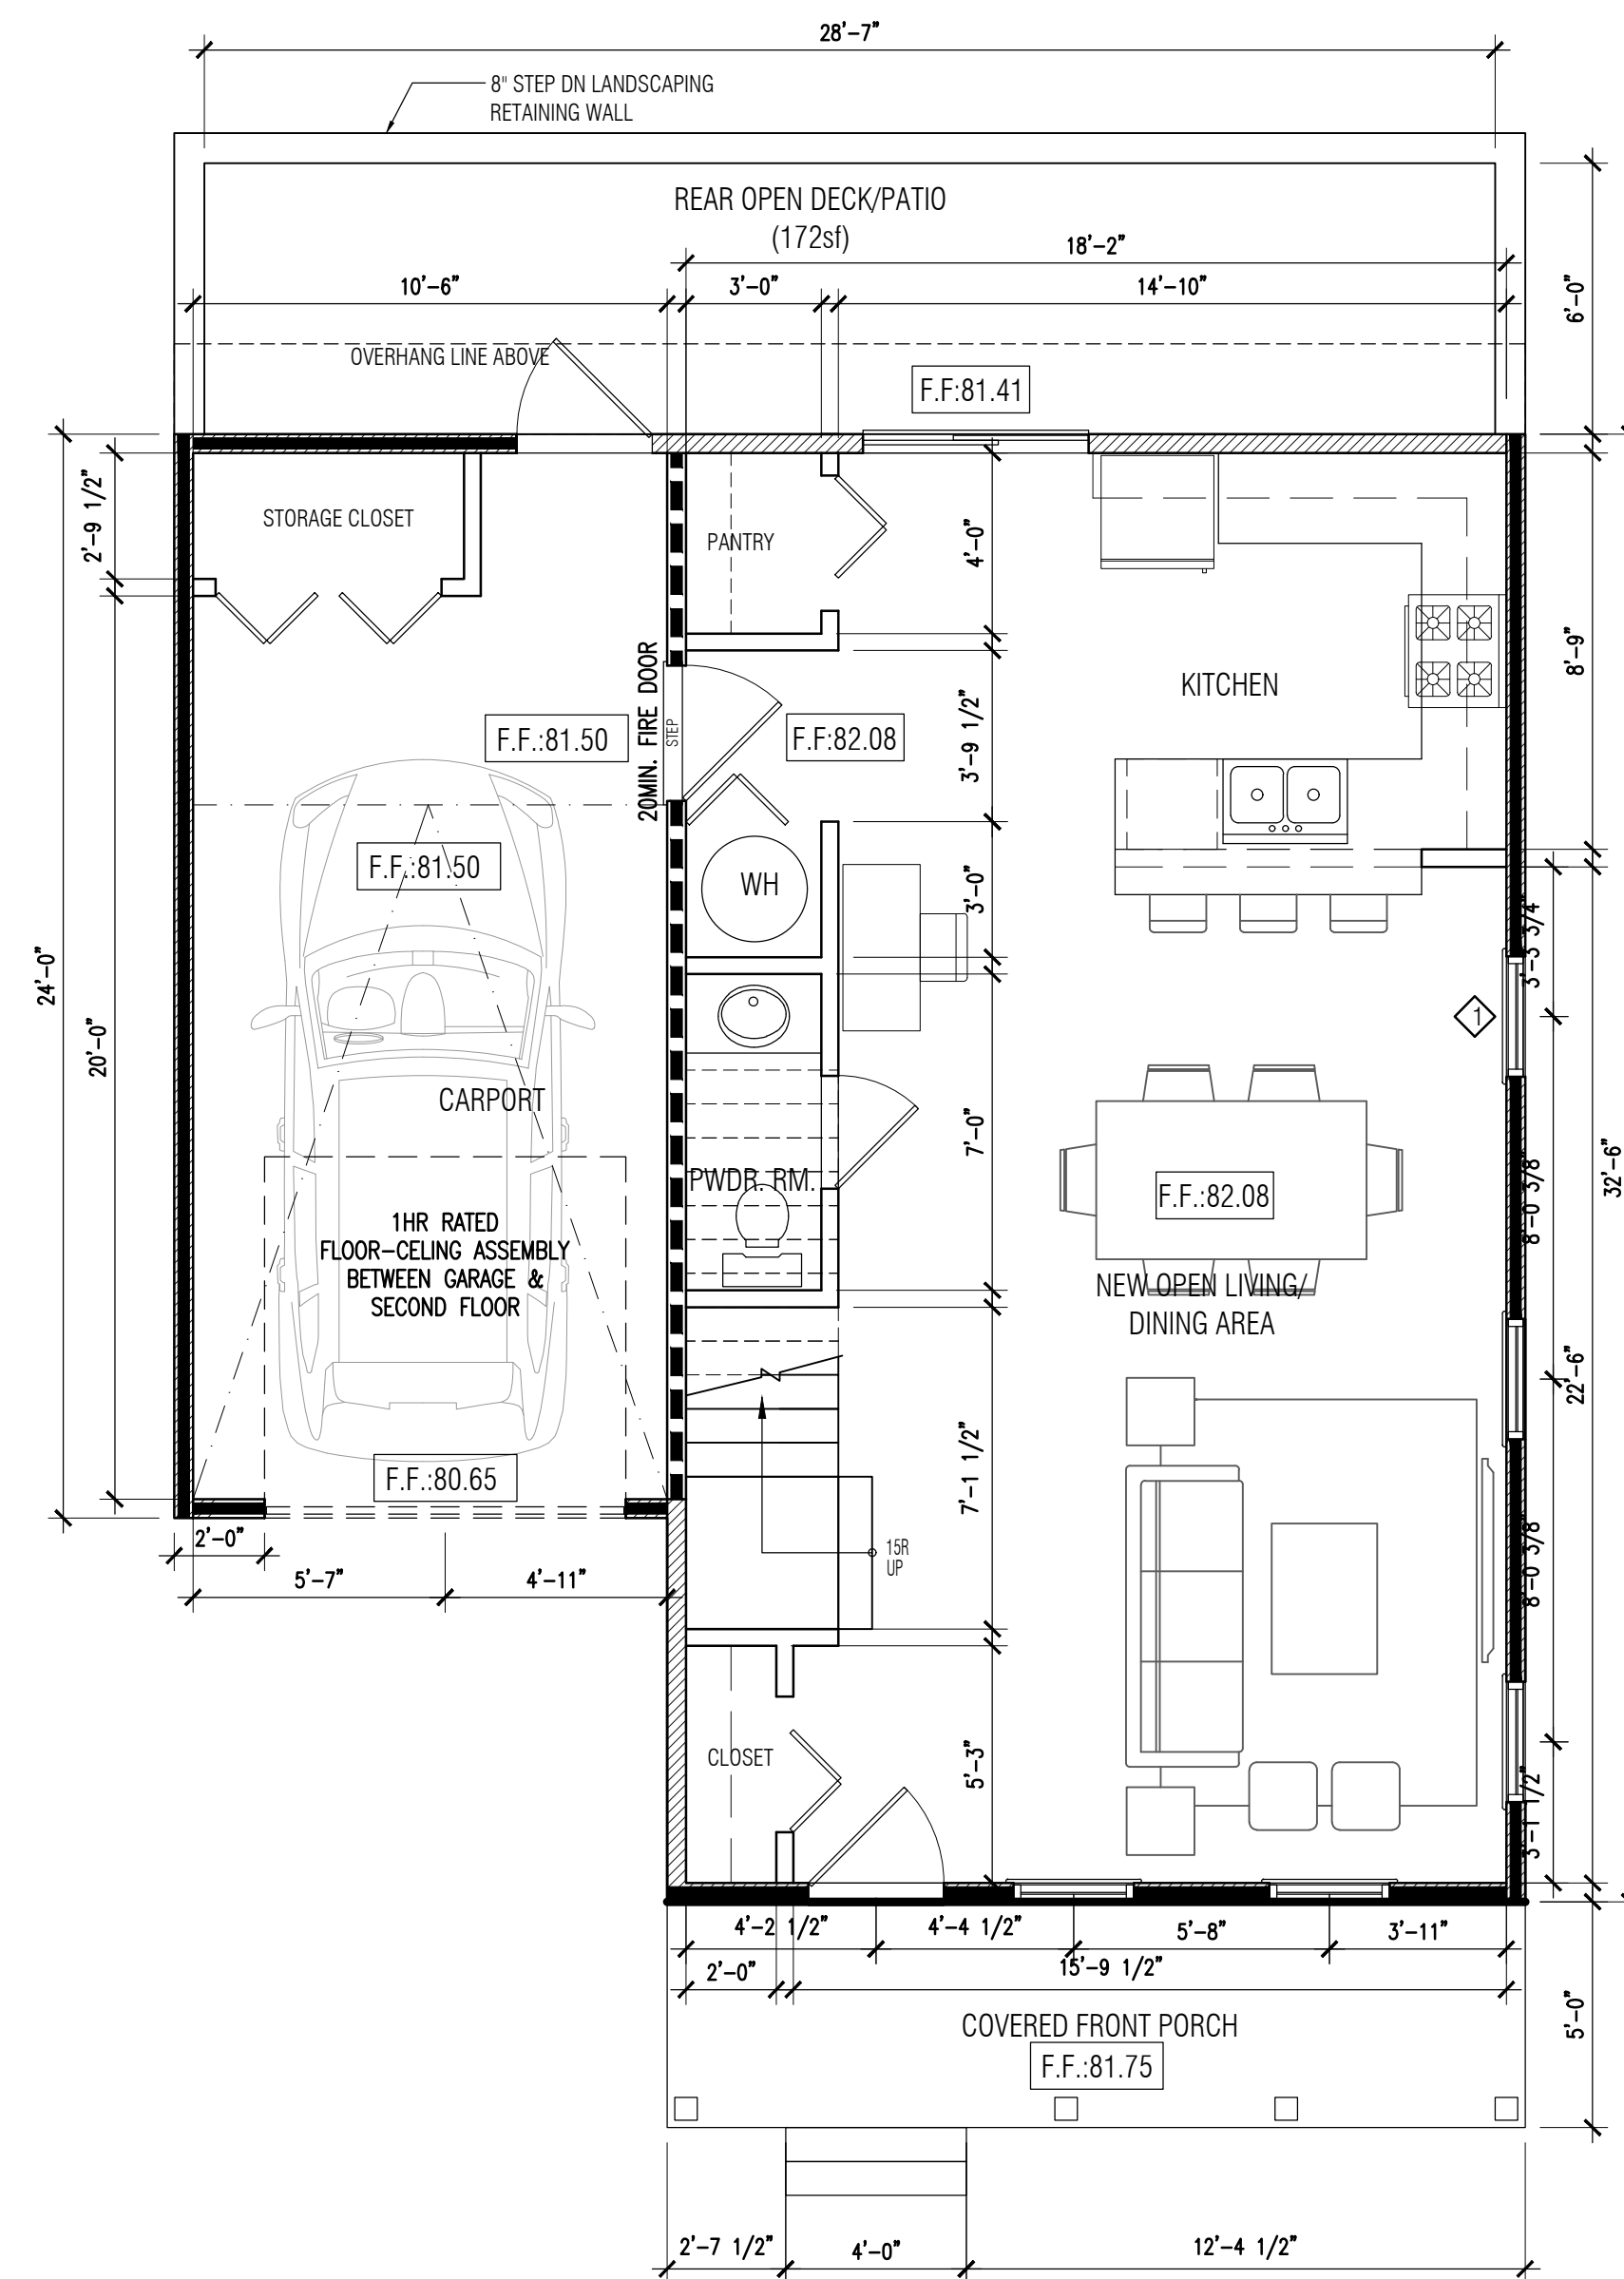 28'-7"
8" STEP DN LANDSCAPING
RETAINING WALL
REAR OPEN DECK/PATIO
(172sf)
18'-2"
10'-6"
3'-0"
14'-10"
6'-0"
OVERHANG LINE ABOVE
F.F:81.41
2'-9 1/2"
STORAGE CLOSET
PANTRY
4'-0"
8'-9"
KITCHEN
20MIN. FIRE DOOR
STEP
F.F.:81.50
F.F:82.08
3'-9 1/2"
F.F.:81.50
WH
3'-0"
3'-3 3/4"
24'-0"
20'-0"
1
CARPORT
7'-0"
PWDR. RM.
F.F.:82.08
8'-0 3/8"
32'-6"
1HR RATED
FLOOR-CELING ASSEMBLY
BETWEEN GARAGE &
SECOND FLOOR
NEW OPEN LIVING/
DINING AREA
22'-6"
F.F.:80.65
7'-1 1/2"
2'-0"
15R
UP
8'-0 3/8"
5'-7"
4'-11"
CLOSET
5'-3"
3'-1 1/2"
4'-2 1/2"
4'-4 1/2"
5'-8"
3'-11"
2'-0"
15'-9 1/2"
5'-0"
COVERED FRONT PORCH
F.F.:81.75
2'-7 1/2"
4'-0"
12'-4 1/2"